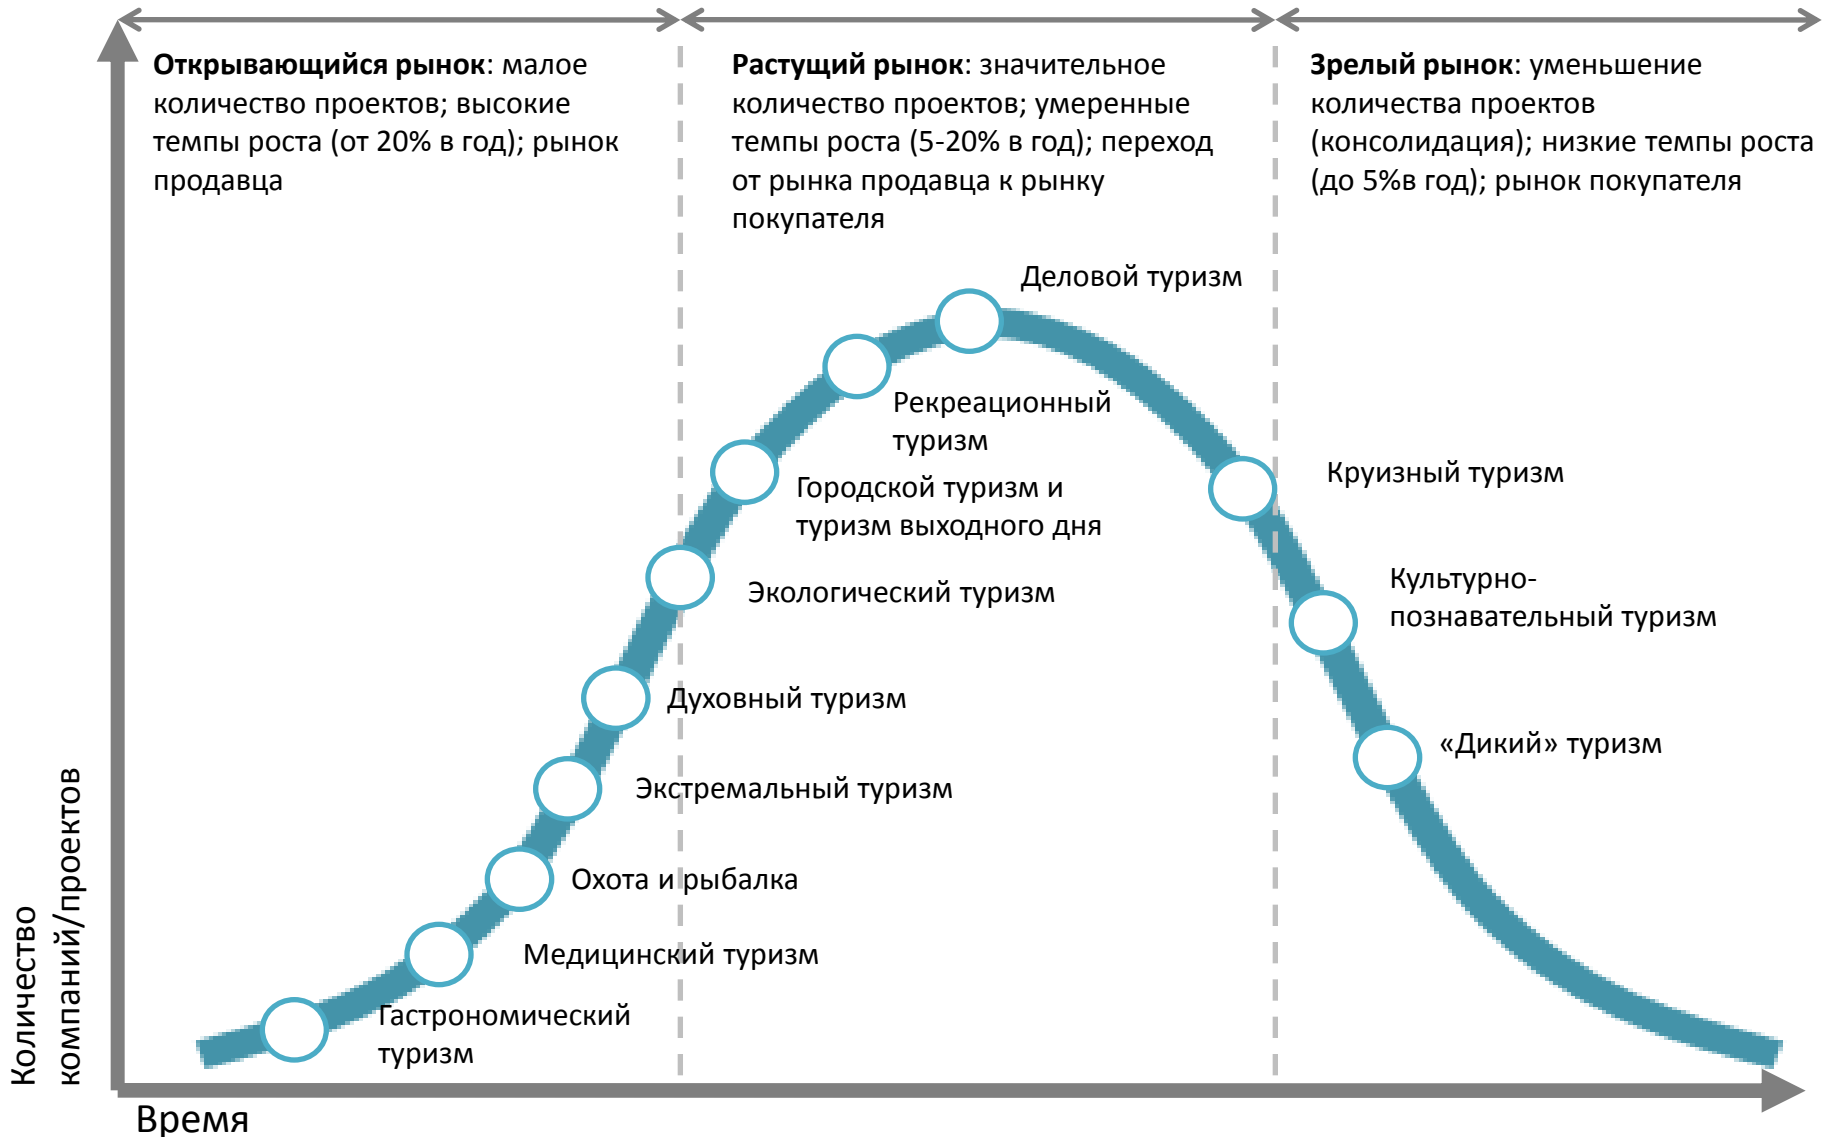 Открывающийся рынок: малое
количество проектов; высокие
темпы роста (от 20% в год); рынок
продавца
Растущий рынок: значительное
количество проектов; умеренные
темпы роста (5-20% в год); переход
от рынка продавца к рынку
покупателя
Зрелый рынок: уменьшение
количества проектов
(консолидация); низкие темпы роста
(до 5%в год); рынок покупателя
Деловой туризм
Рекреационный
туризм
Городской туризм и
туризм выходного дня
Экологический туризм
Духовный туризм
Экстремальный туризм
Охота и рыбалка
Медицинский туризм
Гастрономический
туризм
Круизный туризм
Культурно-
познавательный туризм
«Дикий» туризм
Количество
компаний/проектов
Время